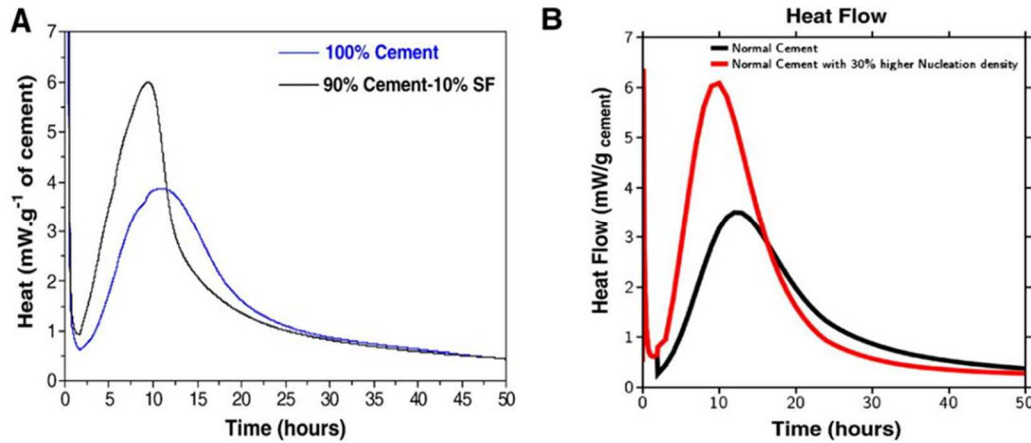 A
7
6
5
4
3
2
1
0
Heat (mW.g⁻¹ of cement)
100% Cement
90% Cement-10% SF
0 5 10 15 20 25 30 35 40 45 50
Time (hours)
B
Heat Flow
7
6
5
4
3
2
1
0
Heat Flow (mW/g cement)
Normal Cement
Normal Cement with 30% higher Nucleation density
0 10 20 30 40 50
Time (hours)